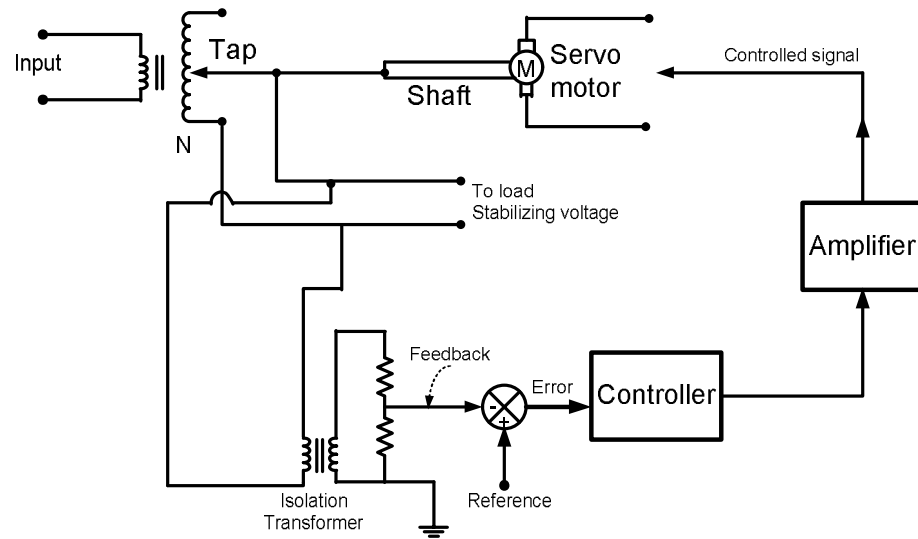 Input
Tap
N
Shaft
M
Servo
motor
Controlled signal
To load
Stabilizing voltage
Amplifier
Feedback
-
+
Error
Controller
Reference
Isolation
Transformer